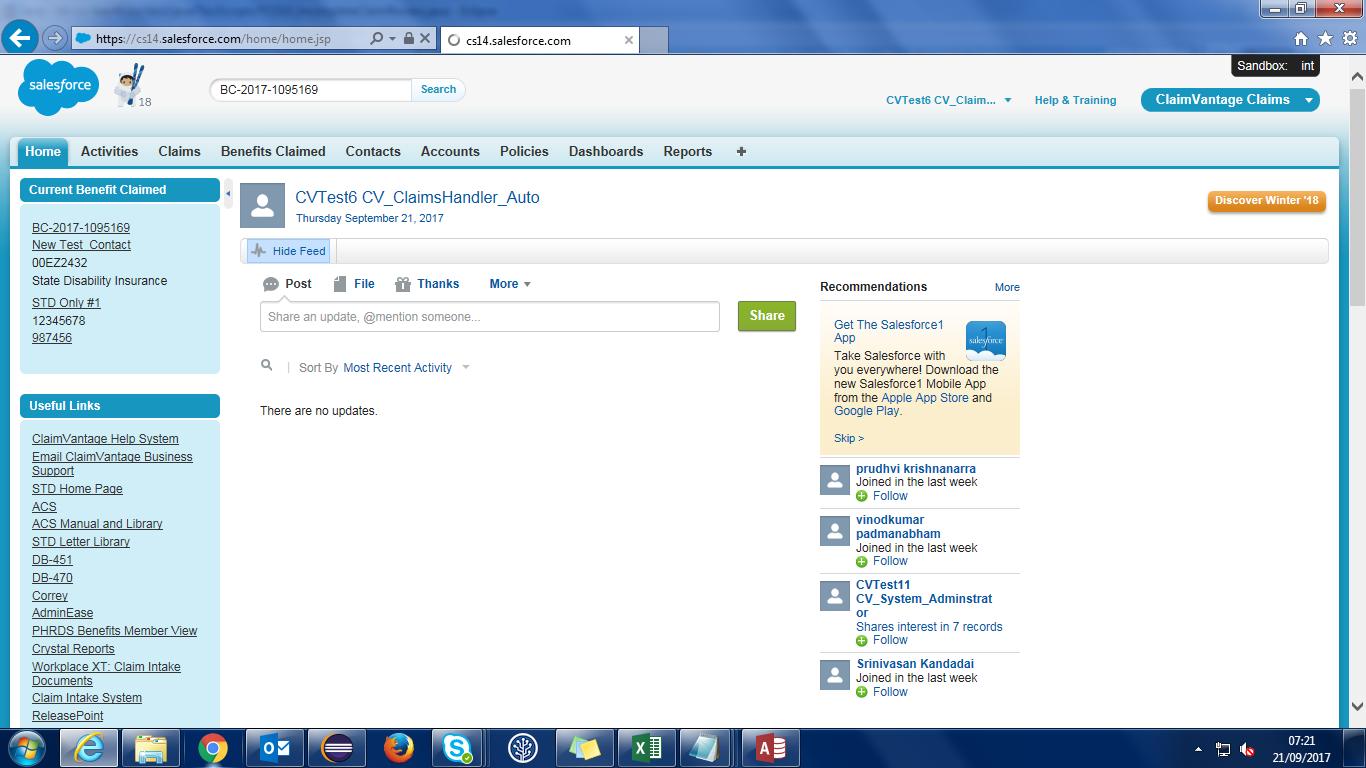 https://cs14.salesforce.com/home/home.jsp
cs14.salesforce.com
Sandbox: int
salesforce
18
BC-2017-1095169
Search
CVTest6 CV_Claim...
Help & Training
ClaimVantage Claims
Home
Activities
Claims
Benefits Claimed
Contacts
Accounts
Policies
Dashboards
Reports
Current Benefit Claimed
BC-2017-1095169
New Test_Contact
00EZ2432
State Disability Insurance
STD Only #1
12345678
987456
Useful Links
ClaimVantage Help System
Email ClaimVantage Business
Support
STD Home Page
ACS
ACS Manual and Library
STD Letter Library
DB-451
DB-470
Correy
AdminEase
PHRDS Benefits Member View
Crystal Reports
Workplace XT: Claim Intake
Documents
Claim Intake System
ReleasePoint
CVTest6 CV_ClaimsHandler_Auto
Thursday September 21, 2017
Discover Winter '18
Hide Feed
Post
File
Thanks
More
Share an update, @mention someone...
Share
Sort By Most Recent Activity
There are no updates.
Recommendations
More
Get The Salesforce1
App
salesforce
1
Take Salesforce with
you everywhere! Download the
new Salesforce1 Mobile App
from the Apple App Store and
Google Play.
Skip >
prudhvi krishnanarra
Joined in the last week
Follow
vinodkumar
padmanabham
Joined in the last week
Follow
CVTest11
CV_System_Adminstrat
or
Shares interest in 7 records
Follow
Srinivasan Kandadai
Joined in the last week
Follow
07:21
21/09/2017